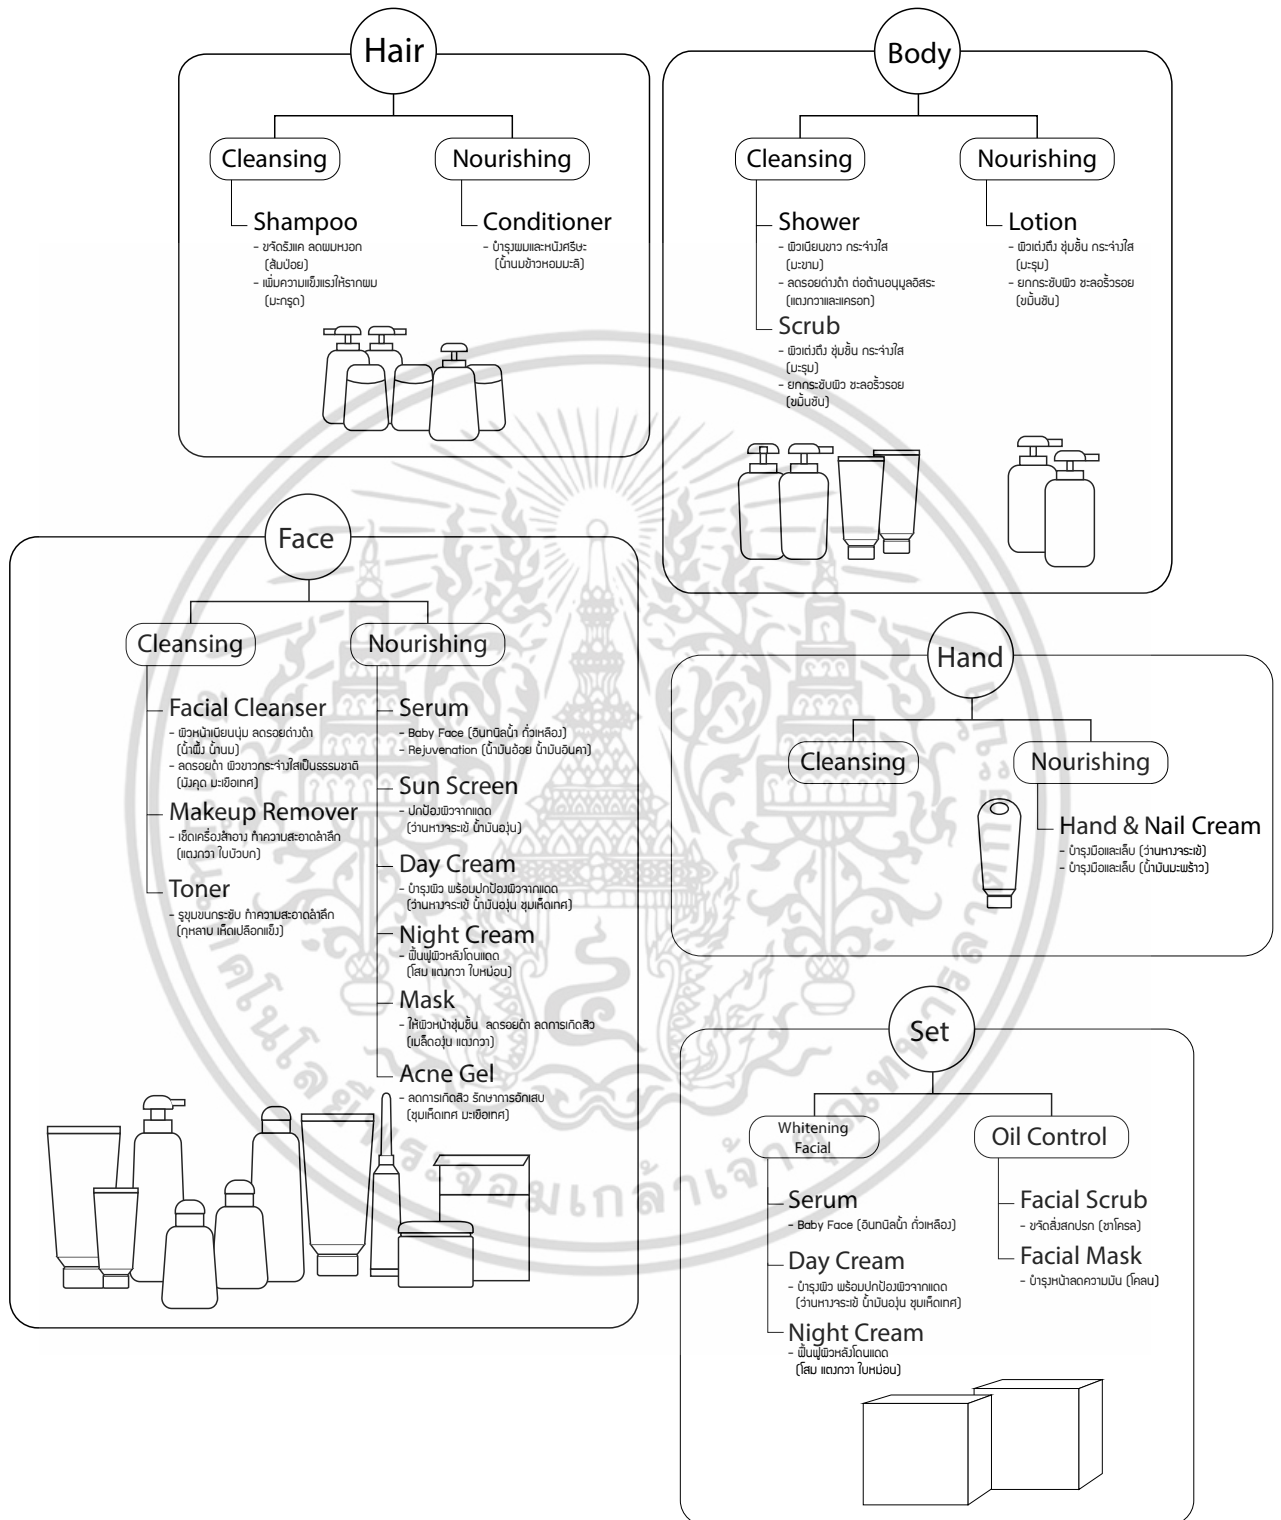 Hair
Cleansing
Nourishing
Shampoo
- ขจัดรังแค ลดผมหงอก
(ส้มป่อย)
- เพิ่มความแข็งแรงให้รากผม
(มะกรูด)
Conditioner
- บำรุงผมและหนังศรีษะ
(น้ำนมข้าวหอมมะลิ)
Body
Cleansing
Nourishing
Shower
- ผิวเนียนขาว กระจ่างใส
(มะขาม)
- ลดรอยด่างดำ ต่อต้านอนุมูลอิสระ
(แตงกวาและแครอท)
Scrub
- ผิวเต่งตึง ชุ่มชื้น กระจ่างใส
(มะรุม)
- ยกกระชับผิว ชะลอริ้วรอย
(ขมิ้นชัน)
Lotion
- ผิวเต่งตึง ชุ่มชื้น กระจ่างใส
(มะรุม)
- ยกกระชับผิว ชะลอริ้วรอย
(ขมิ้นชัน)
Face
Cleansing
Nourishing
Facial Cleanser
- ผิวหน้าเนียนนุ่ม ลดรอยด่างดำ
(น้ำผึ้ง น้ำนม)
- ลดรอยดำ ผิวขาวกระจ่างใสเป็นธรรมชาติ
(มังคุด มะเขือเทศ)
Makeup Remover
- เช็ดเครื่องสำอาง ทำความสะอาดล้ำลึก
(แตงกวา ใบบัวบก)
Toner
- รูขุมขนกระชับ ทำความสะอาดล้ำลึก
(กุหลาบ เห็ดเปลือกแข็ง)
Serum
- Baby Face (อินทนิลน้ำ ถั่วเหลือง)
- Rejuvenation (น้ำมันอ้อย น้ำมันอินคา)
Sun Screen
- ปกป้องผิวจากแดด
(ว่านหางจระเข้ น้ำมันองุ่น)
Day Cream
- บำรุงผิว พร้อมปกป้องผิวจากแดด
(ว่านหางจระเข้ น้ำมันองุ่น ชุมเห็ดเทศ)
Night Cream
- ฟื้นฟูผิวหลังโดนแดด
(โสม แตงกวา ใบหม่อน)
Mask
- ให้ผิวหน้าชุ่มชื้น ลดรอยดำ ลดการเกิดสิว
(เมล็ดองุ่น แตงกวา)
Acne Gel
- ลดการเกิดสิว รักษาการอักเสบ
(ชุมเห็ดเทศ มะเขือเทศ)
Hand
Cleansing
Nourishing
Hand & Nail Cream
- บำรุงมือและเล็บ (ว่านหางจระเข้)
- บำรุงมือและเล็บ (น้ำมันมะพร้าว)
Set
Whitening
Facial
Oil Control
Serum
- Baby Face (อินทนิลน้ำ ถั่วเหลือง)
Day Cream
- บำรุงผิว พร้อมปกป้องผิวจากแดด
(ว่านหางจระเข้ น้ำมันองุ่น ชุมเห็ดเทศ)
Night Cream
- ฟื้นฟูผิวหลังโดนแดด
(โสม แตงกวา ใบหม่อน)
Facial Scrub
- ขจัดสิ่งสกปรก (ชาโครล)
Facial Mask
- บำรุงหน้าลดความมัน (โคลน)